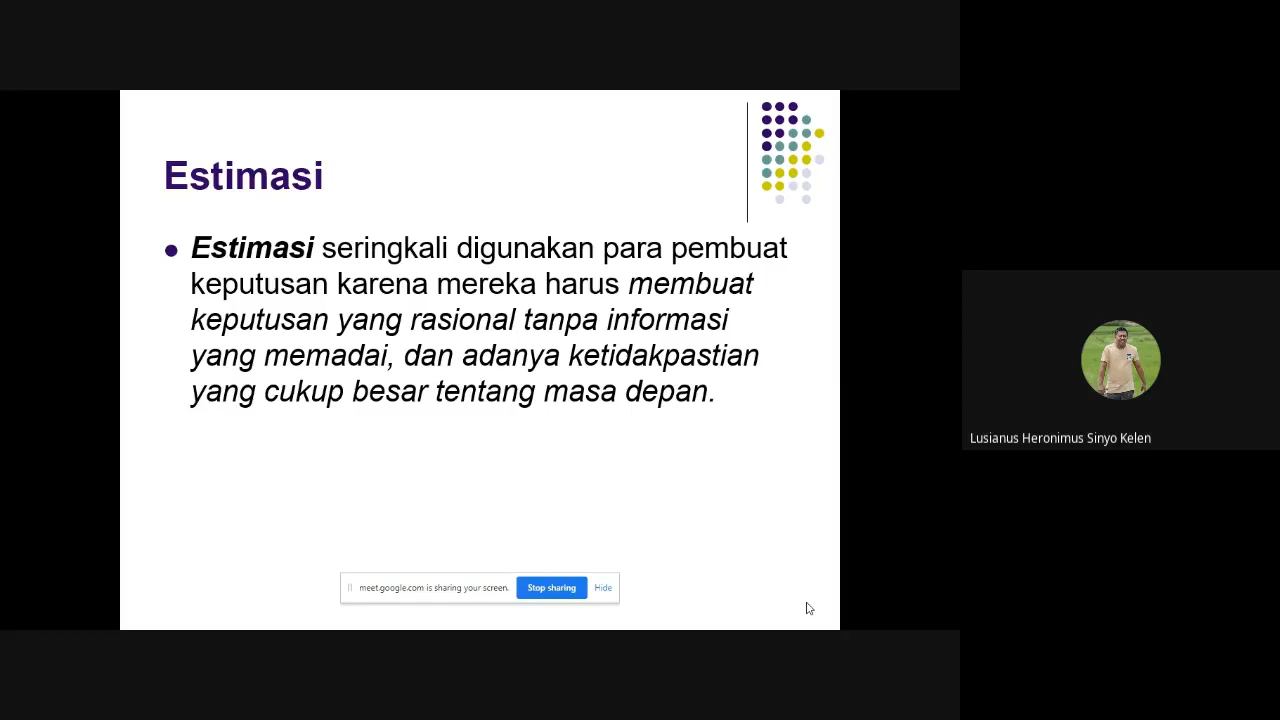 Estimasi
Estimasi seringkali digunakan para pembuat
keputusan karena mereka harus membuat
keputusan yang rasional tanpa informasi
yang memadai, dan adanya ketidakpastian
yang cukup besar tentang masa depan.
meet.google.com is sharing your screen. Stop sharing Hide
Lusianus Heronimus Sinyo Kelen